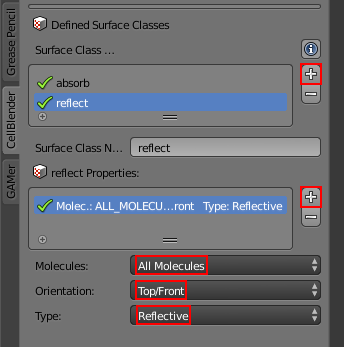 Grease Pencil
CellBlender
GAMer
Defined Surface Classes
Surface Class ...
absorb
reflect
Surface Class N... reflect
reflect Properties:
Molec.: ALL_MOLECU...ront Type: Reflective
Molecules: All Molecules
Orientation: Top/Front
Type: Reflective